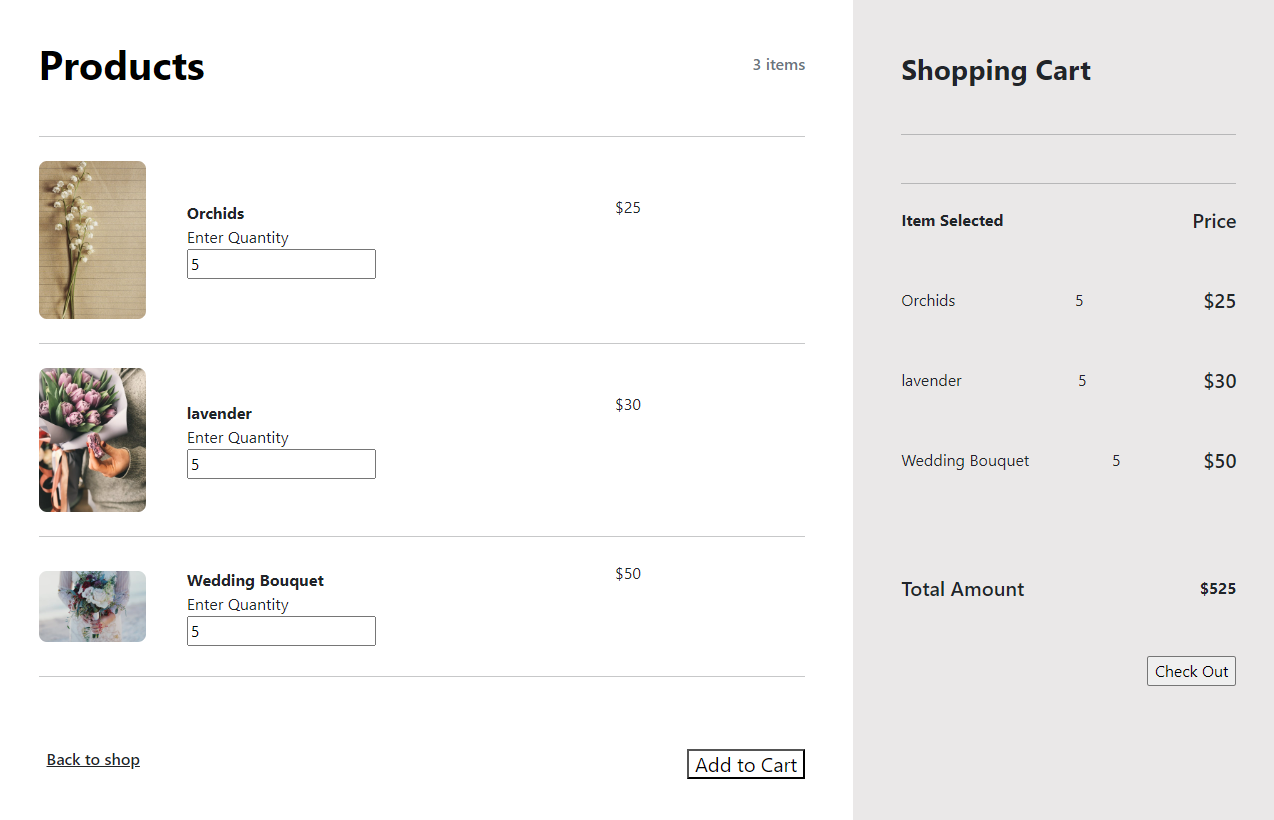 Products
3 items
Orchids
Enter Quantity
5
$25
lavender
Enter Quantity
5
$30
Wedding Bouquet
Enter Quantity
5
$50
Back to shop
Add to Cart
Shopping Cart
Item Selected Price
Orchids 5 $25
lavender 5 $30
Wedding Bouquet 5 $50
Total Amount $525
Check Out